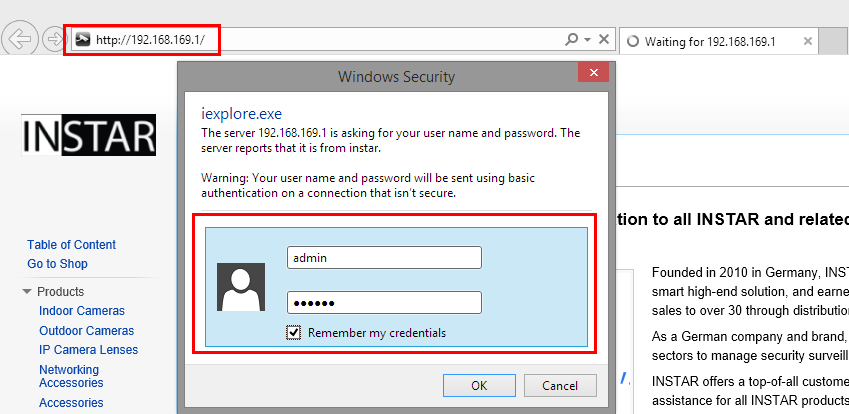 http://192.168.169.1/
Waiting for 192.168.169.1
Windows Security
iexplore.exe
The server 192.168.169.1 is asking for your user name and password. The
server reports that it is from instar.
Warning: Your user name and password will be sent using basic
authentication on a connection that isn't secure.
admin
••••••
Remember my credentials
OK
Cancel
INSTAR
Table of Content
Go to Shop
Products
Indoor Cameras
Outdoor Cameras
IP Camera Lenses
Networking
Accessories
Accessories
to all INSTAR and related
Founded in 2010 in Germany,
smart high-end solution, and
sales to over 30 through
As a German company and brand,
sectors to manage security
INSTAR offers a top-of-all
assistance for all INSTAR products